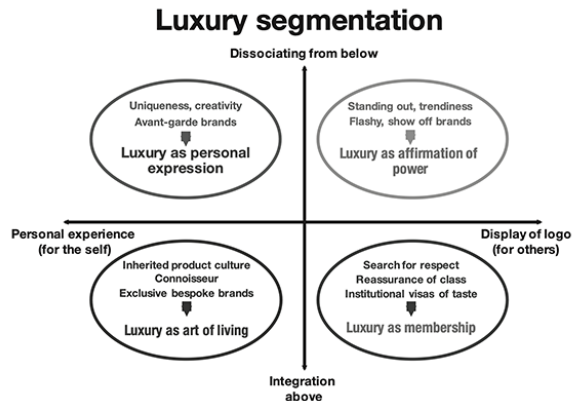 Luxury segmentation
Dissociating from below
Uniqueness, creativity
Avant-garde brands
Luxury as personal
expression
Standing out, trendiness
Flashy, show off brands
Luxury as affirmation of
power
Personal experience
(for the self)
Display of logo
(for others)
Inherited product culture
Connoisseur
Exclusive bespoke brands
Luxury as art of living
Search for respect
Reassurance of class
Institutional visas of taste
Luxury as membership
Integration
above